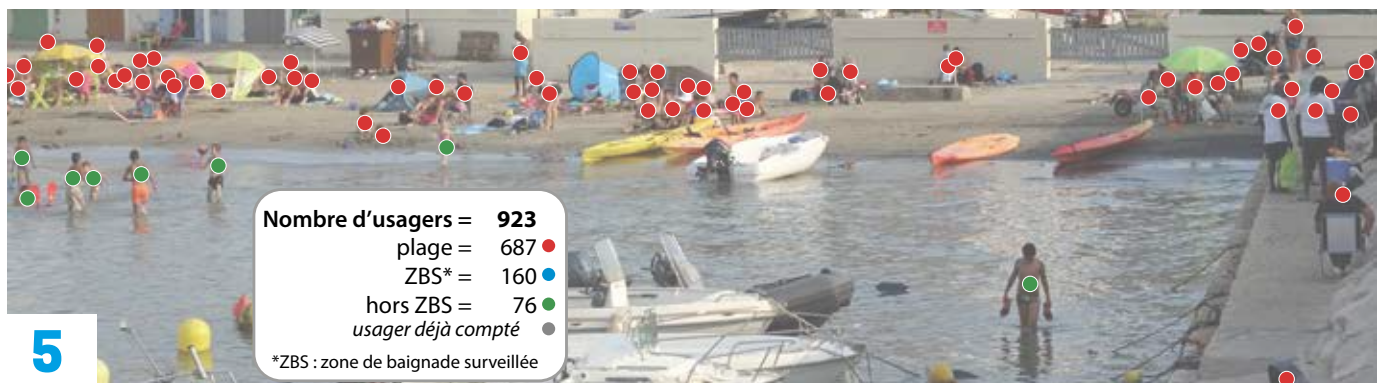 Nombre d’usagers = 923
plage = 687
ZBS* = 160
hors ZBS = 76
usager déjà compté
*ZBS : zone de baignade surveillée
5